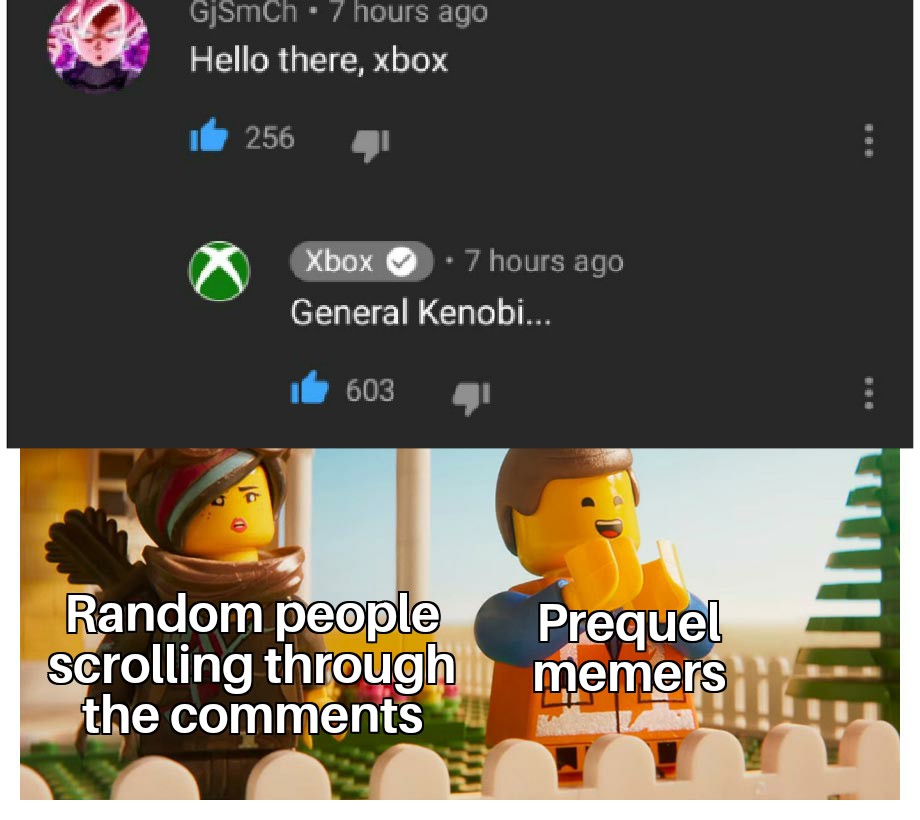 GjSmCh • 7 hours ago
Hello there, xbox
256
Xbox • 7 hours ago
General Kenobi...
603
Random people
scrolling through
the comments
Prequel
memers